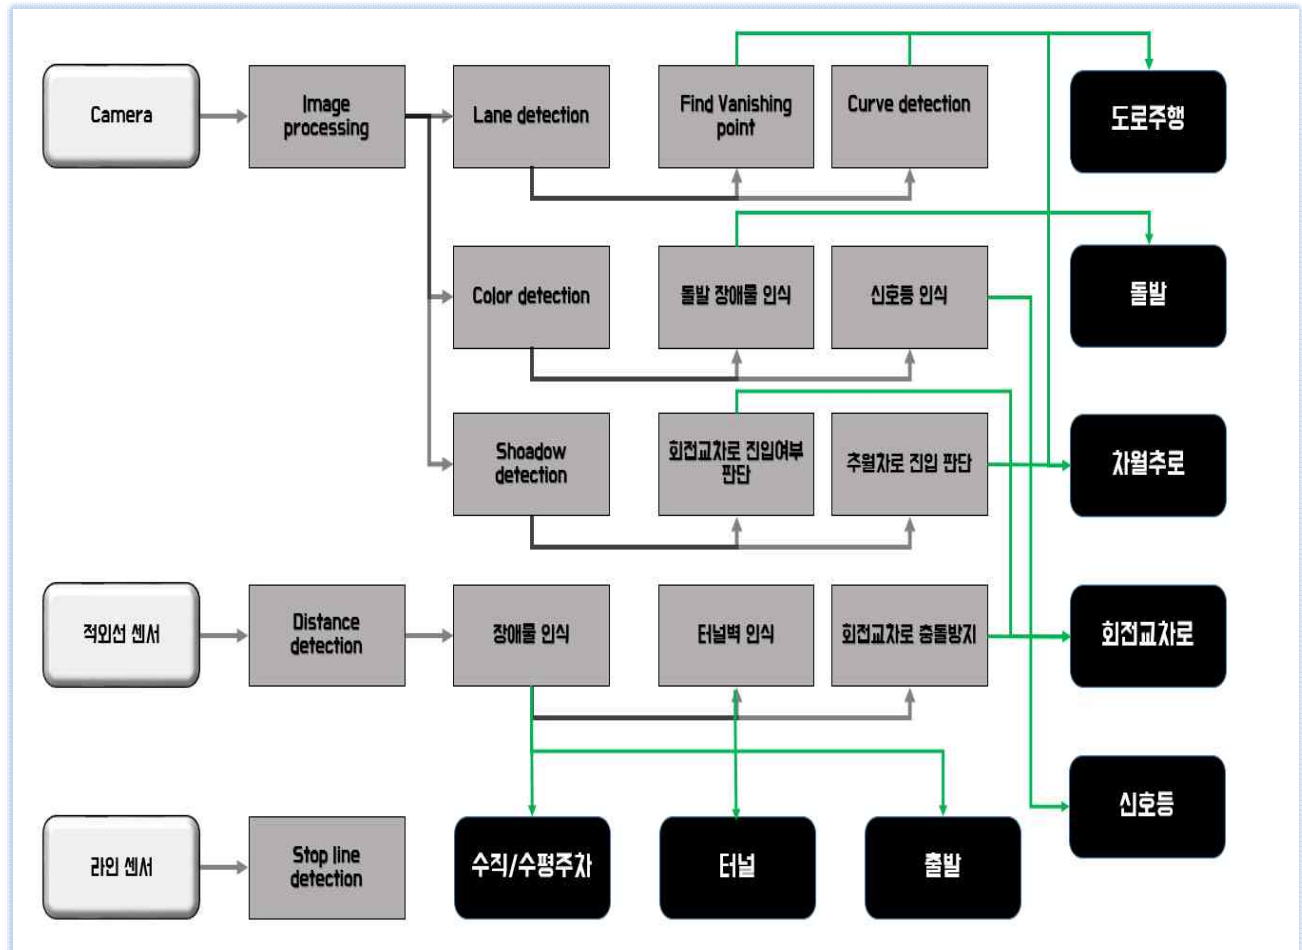 Camera
Image
processing
Lane detection
Find Vanishing
point
Curve detection
도로주행
Color detection
돌발 장애물 인식
신호등 인식
돌발
Shoadow
detection
회전교차로 진입여부
판단
추월차로 진입 판단
차월추로
적외선 센서
Distance
detection
장애물 인식
터널벽 인식
회전교차로 충돌방지
회전교차로
신호등
라인 센서
Stop line
detection
수직/수평주차
터널
출발